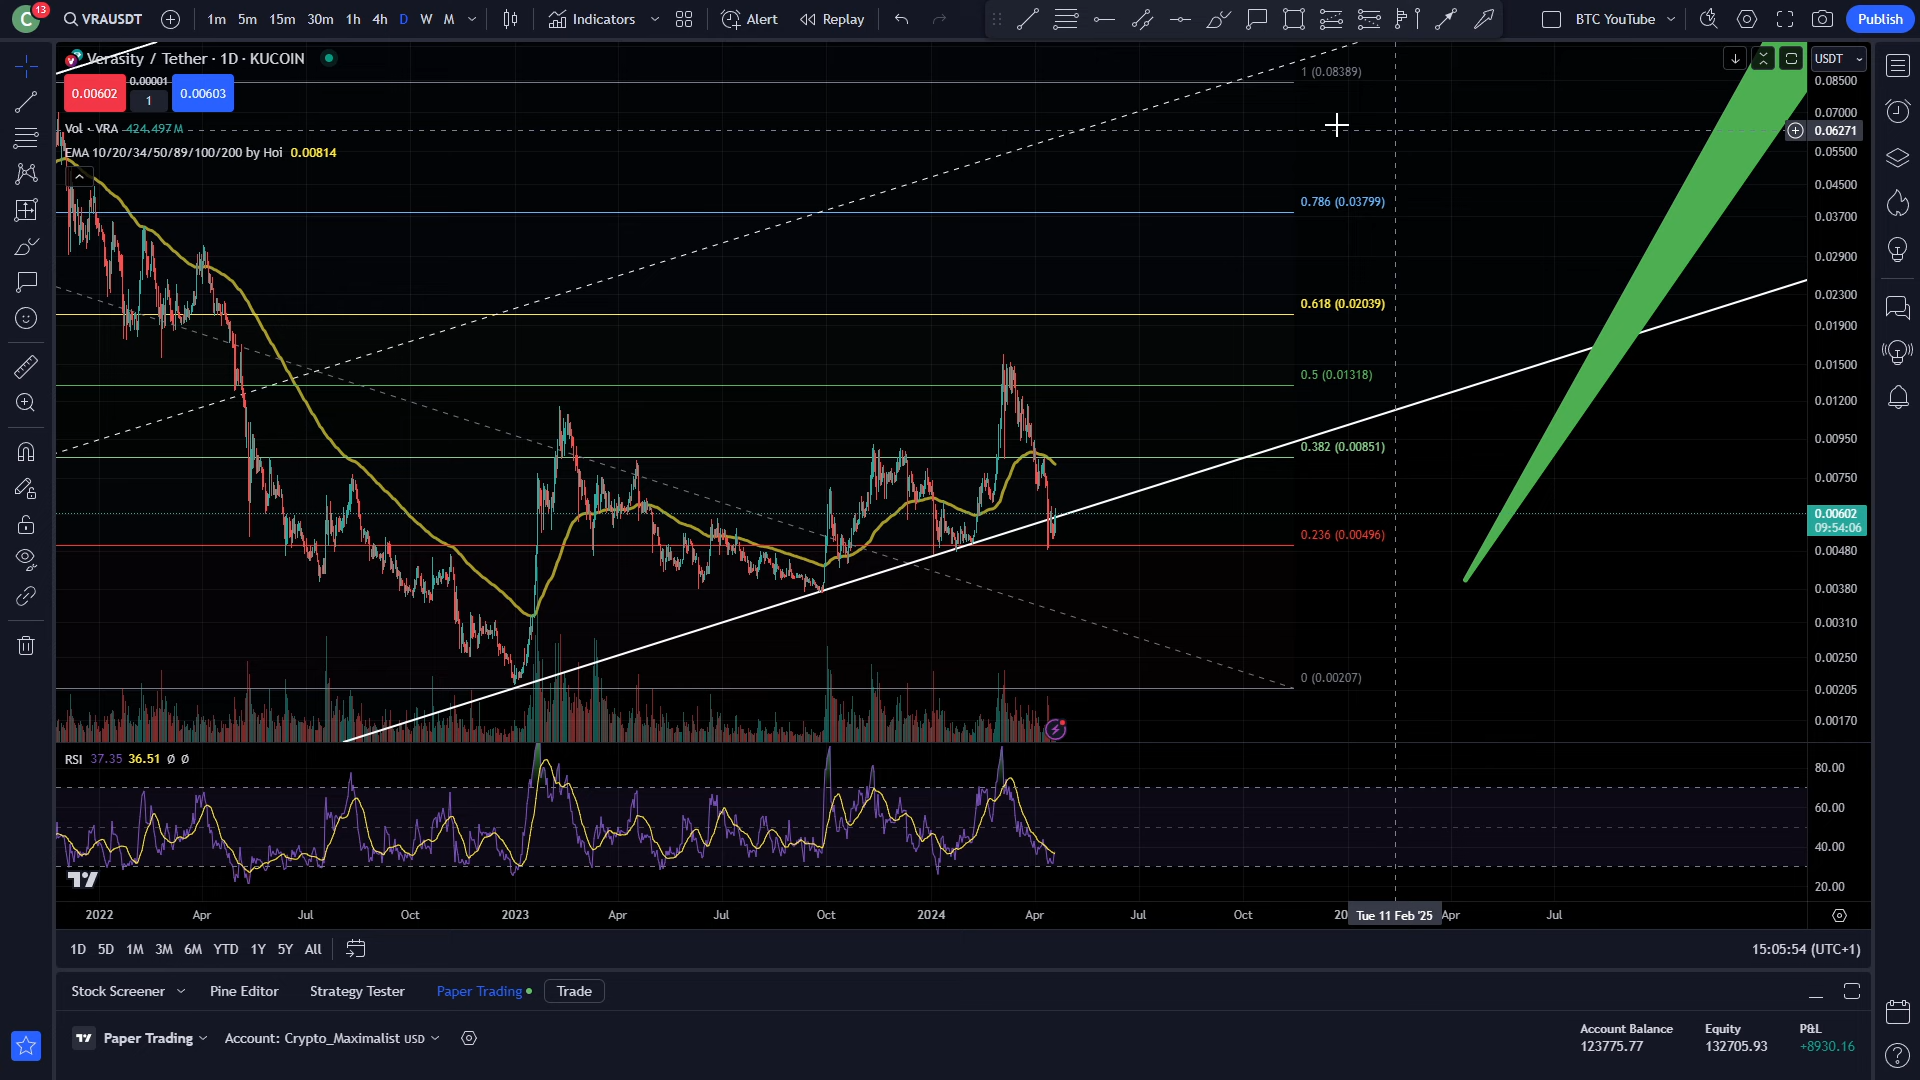 C 13 VRAUSDT 1m 5m 15m 30m 1h 4h D W M Indicators Alert Replay BTC YouTube Publish
Verasity / Tether · 1D · KUCOIN
USDT
0.00602 0.00001 1 0.00603
Vol · VRA 424.497M
EMA 10/20/34/50/89/100/200 by Hoi 0.00814
1 (0.08389)
0.786 (0.03799)
0.618 (0.02039)
0.5 (0.01318)
0.382 (0.00851)
0.236 (0.00496)
0 (0.00207)
0.08500
0.07000
0.06271
0.05500
0.04500
0.03700
0.02900
0.02300
0.01900
0.01500
0.01200
0.00950
0.00750
0.00602
09:54:06
0.00480
0.00380
0.00310
0.00250
0.00205
0.00170
RSI 37.35 36.51 Ø Ø
80.00
60.00
40.00
20.00
2022 Apr Jul Oct 2023 Apr Jul Oct 2024 Apr Jul Oct 20 Tue 11 Feb '25 Apr Jul
1D 5D 1M 3M 6M YTD 1Y 5Y All 15:05:54 (UTC+1)
Stock Screener Pine Editor Strategy Tester Paper Trading Trade
Paper Trading Account: Crypto_Maximalist USD
Account Balance Equity P&L
123775.77 132705.93 +8930.16